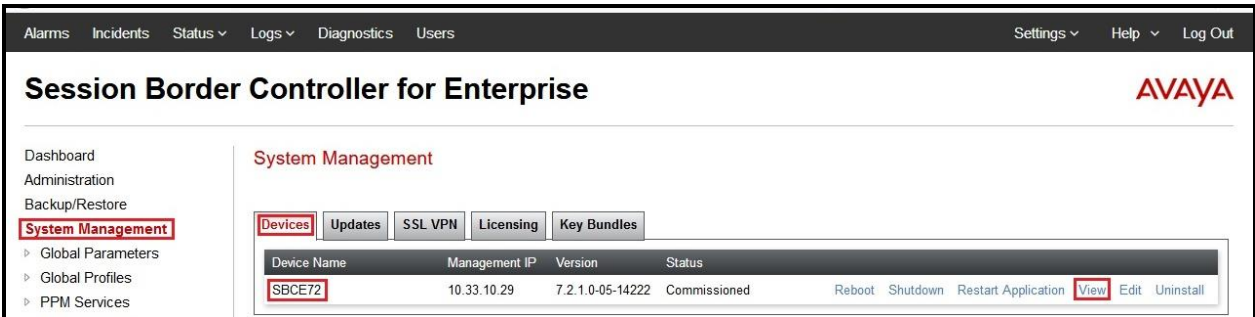 Alarms Incidents Status Logs Diagnostics Users Settings Help Log Out
Session Border Controller for Enterprise
AVAYA
Dashboard
Administration
Backup/Restore
System Management
Global Parameters
Global Profiles
PPM Services
System Management
Devices Updates SSL VPN Licensing Key Bundles
Device Name Management IP Version Status
SBCE72 10.33.10.29 7.2.1.0-05-14222 Commissioned Reboot Shutdown Restart Application View Edit Uninstall